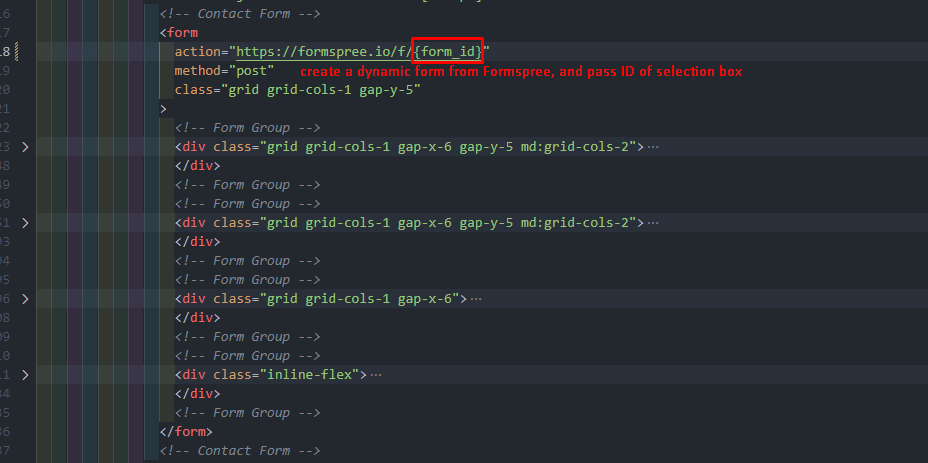 16 <!-- Contact Form -->
17 <form
18 action="https://formspree.io/f/{form_id}"
19 method="post" create a dynamic form from Formspree, and pass ID of selection box
20 class="grid grid-cols-1 gap-y-5"
21 >
22 <!-- Form Group -->
23 > <div class="grid grid-cols-1 gap-x-6 gap-y-5 md:grid-cols-2"> ···
48 </div>
49 <!-- Form Group -->
50 <!-- Form Group -->
51 > <div class="grid grid-cols-1 gap-x-6 gap-y-5 md:grid-cols-2"> ···
93 </div>
94 <!-- Form Group -->
95 <!-- Form Group -->
96 > <div class="grid grid-cols-1 gap-x-6"> ···
17 </div>
09 <!-- Form Group -->
10 <!-- Form Group -->
11 > <div class="inline-flex"> ···
34 </div>
35 <!-- Form Group -->
36 </form>
37 <!-- Contact Form -->